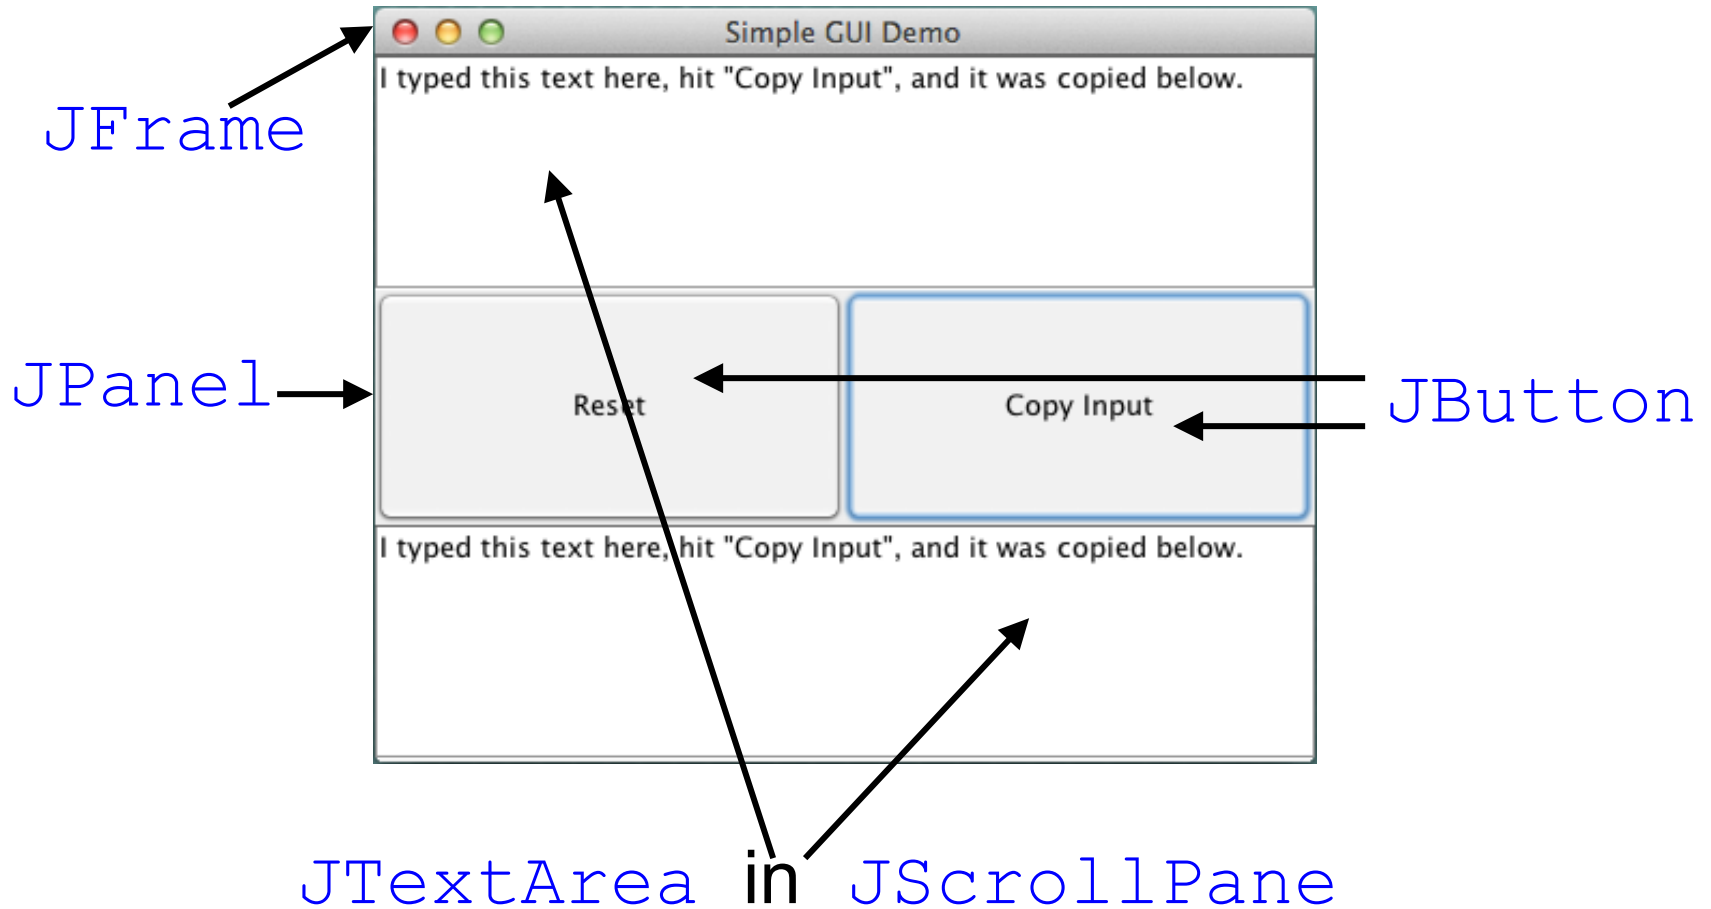 Simple GUI Demo
I typed this text here, hit "Copy Input", and it was copied below.
JFrame
JPanel
Reset
Copy Input
JButton
I typed this text here, hit "Copy Input", and it was copied below.
JTextArea in JScrollPane